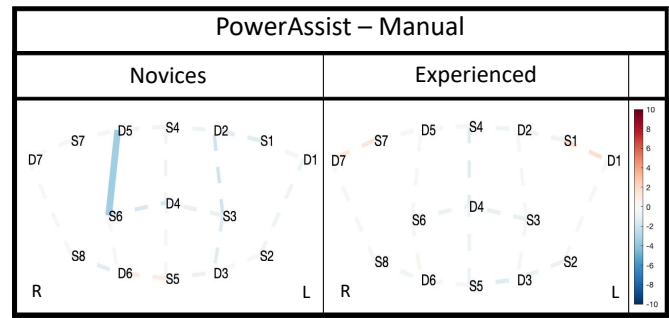 PowerAssist – Manual
Novices Experienced
S7 D5 S4 D2 S1
D7 D1
S6 D4 S3
S8 D6 S5 D3 S2
R L
D7 S7 D5 S4 D2 S1 D1
S6 D4 S3
S8 D6 S5 D3 S2
R L
10
8
6
4
2
0
-2
-4
-6
-8
-10